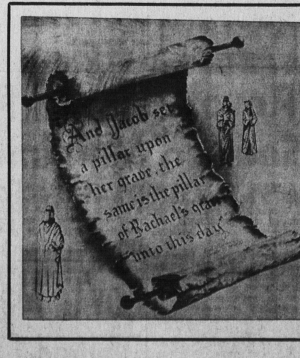 And Jacob set
a pillar upon
her grave , the
same is the pillar
of Rachael's grave
unto this day"